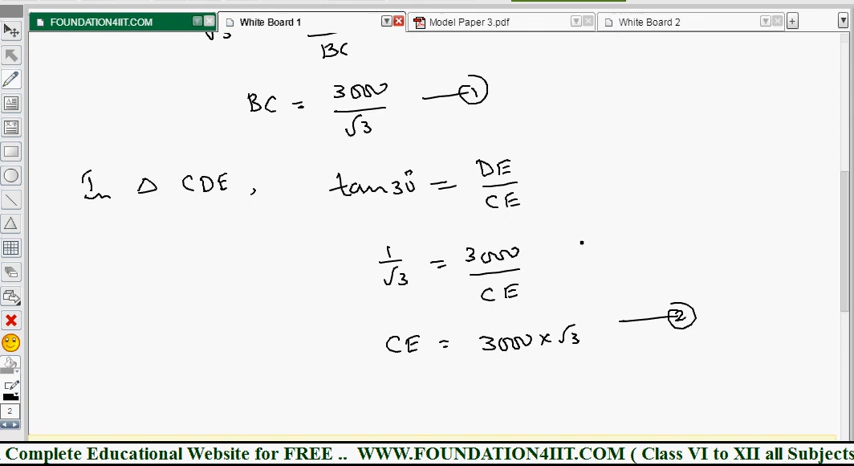 FOUNDATION4IIT.COM White Board 1 Model Paper 3.pdf White Board 2
√3 BC
BC = 3000/√3 — ①
In △ CDE, tan30° = DE/CE
1/√3 = 3000/CE
CE = 3000 × √3 — ②
2
Complete Educational Website for FREE .. WWW.FOUNDATION4IIT.COM ( Class VI to XII all Subjects